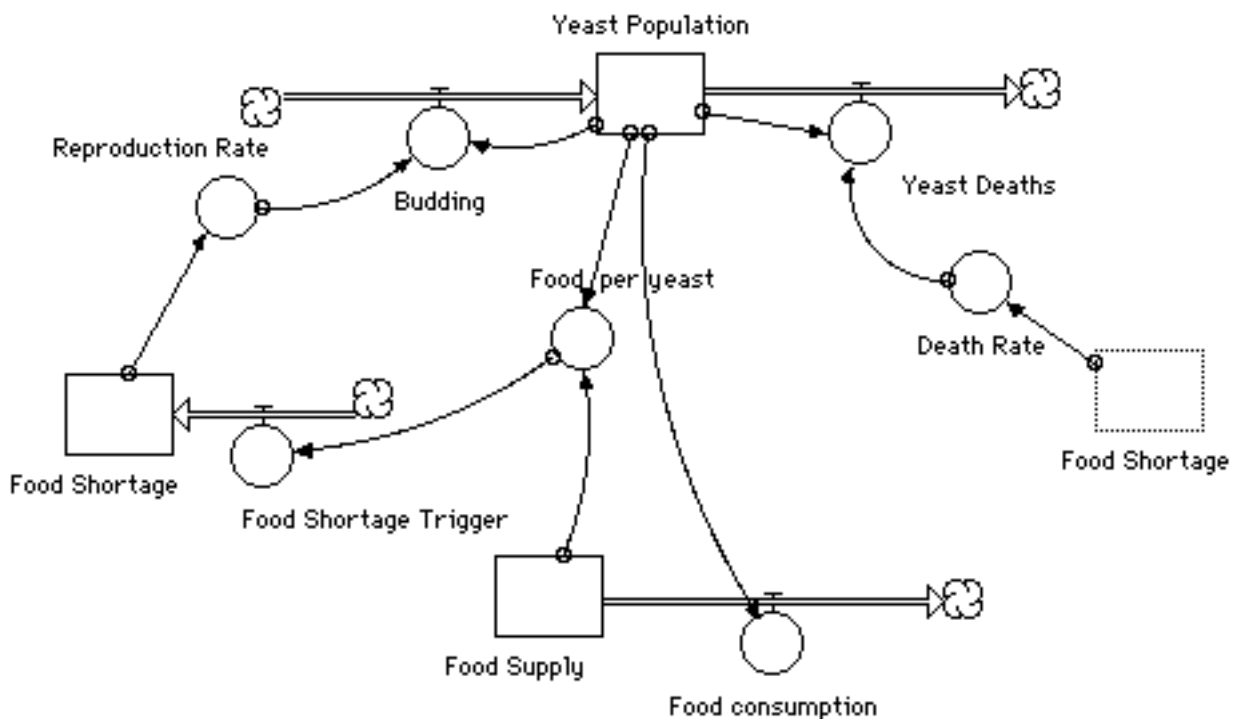 Yeast Population
Reproduction Rate
Budding
Yeast Deaths
Food per yeast
Death Rate
Food Shortage
Food Shortage
Food Shortage Trigger
Food Supply
Food consumption